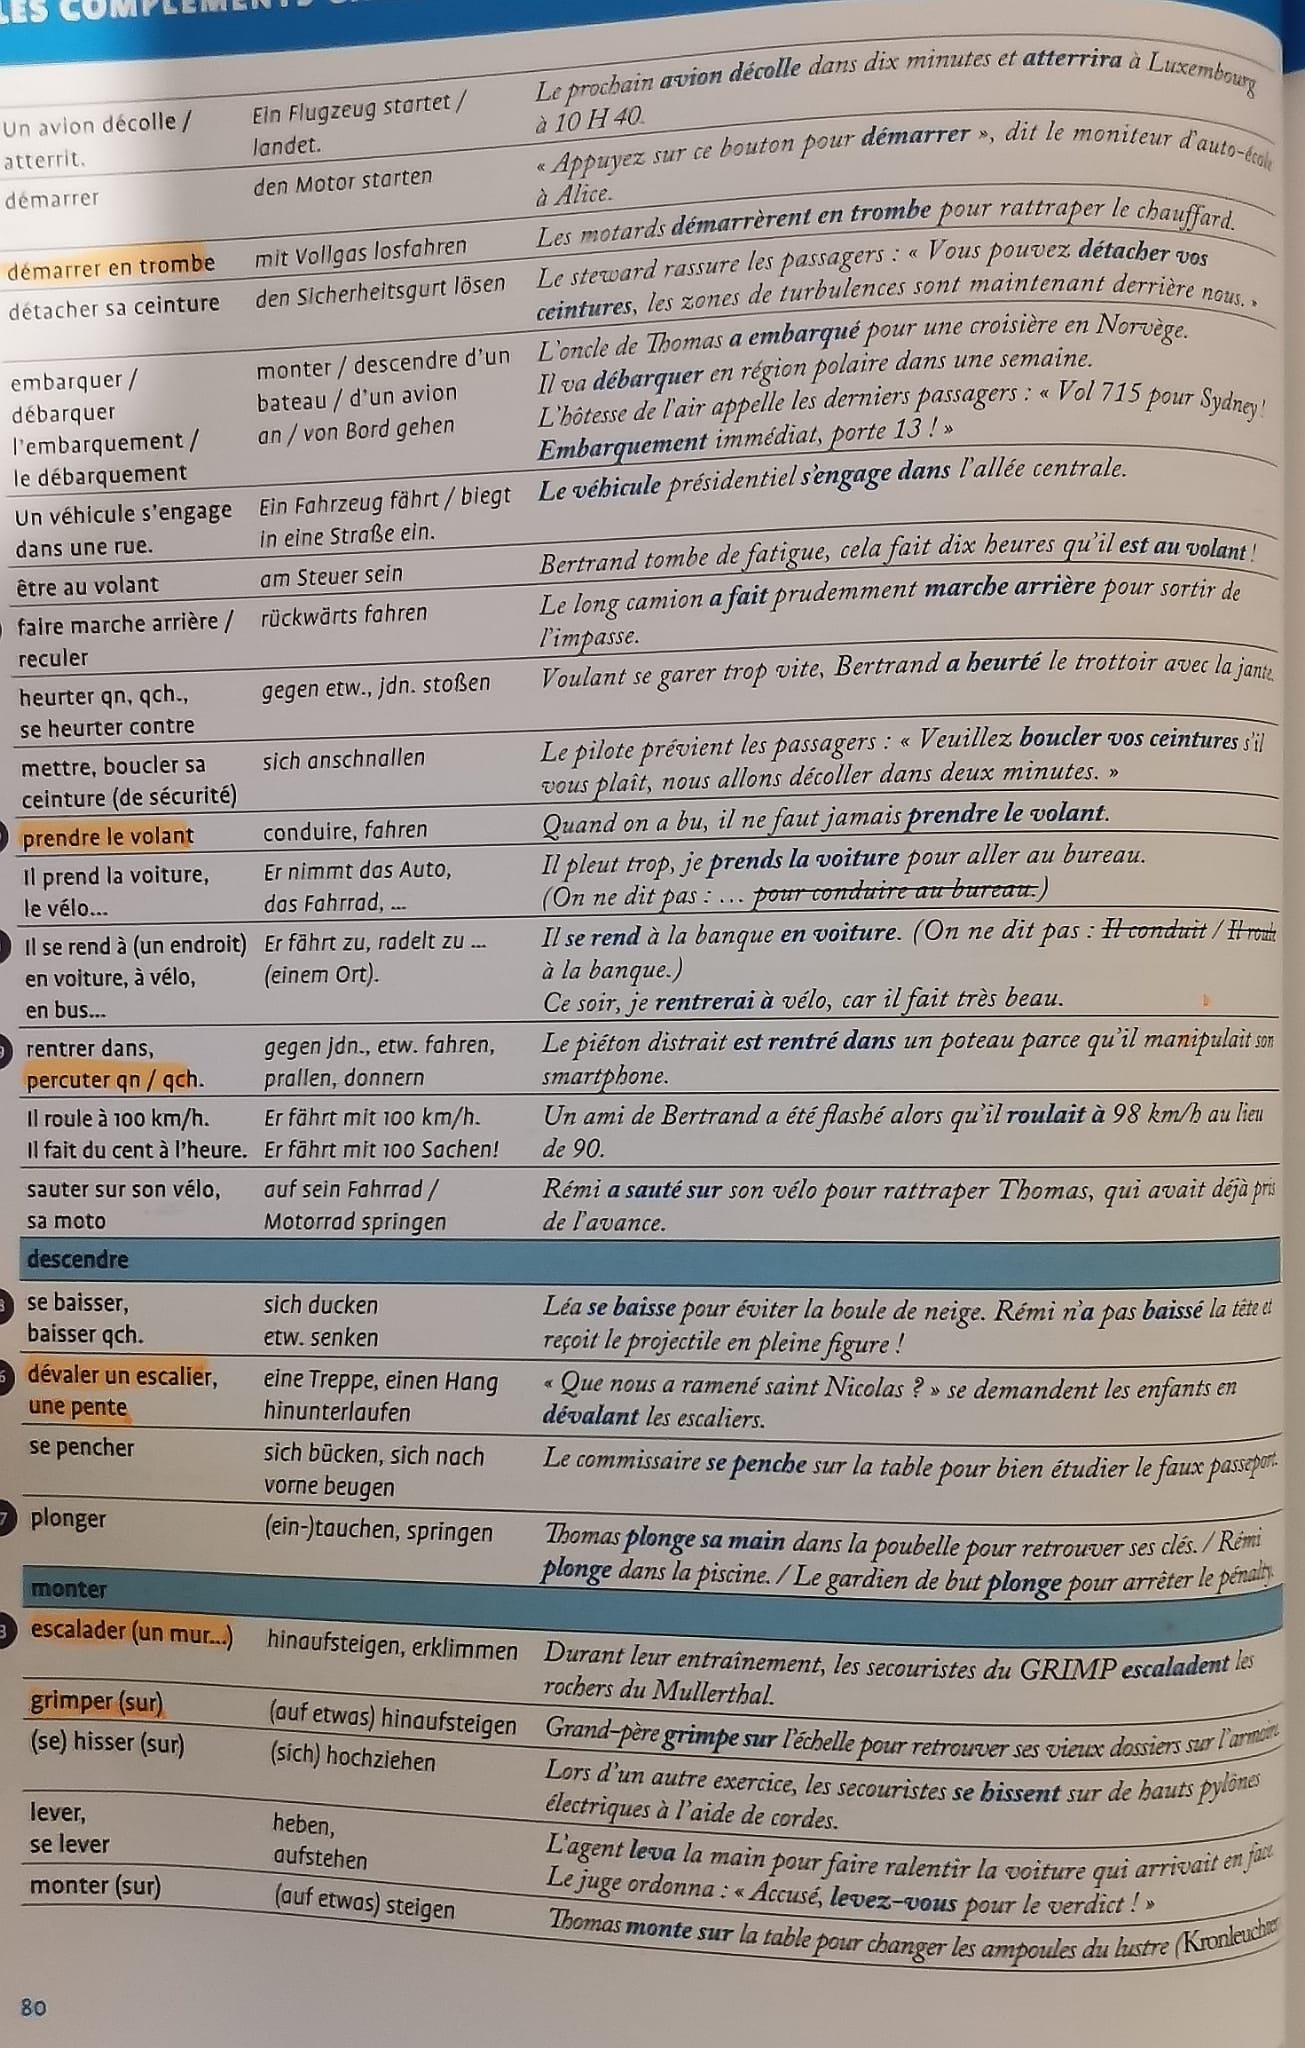 LES COMPLÉMENTS
Un avion décolle /
atterrit.
Ein Flugzeug startet /
landet.
Le prochain avion décolle dans dix minutes et atterrira à Luxembourg
à 10 H 40.
démarrer
den Motor starten
« Appuyez sur ce bouton pour démarrer », dit le moniteur d'auto-école
à Alice.
démarrer en trombe
mit Vollgas losfahren
Les motards démarrèrent en trombe pour rattraper le chauffard.
détacher sa ceinture
den Sicherheitsgurt lösen
Le steward rassure les passagers : « Vous pouvez détacher vos
ceintures, les zones de turbulences sont maintenant derrière nous. »
embarquer /
débarquer
l'embarquement /
le débarquement
monter / descendre d'un
bateau / d'un avion
an / von Bord gehen
L'oncle de Thomas a embarqué pour une croisière en Norvège.
Il va débarquer en région polaire dans une semaine.
L'hôtesse de l'air appelle les derniers passagers : « Vol 715 pour Sydney !
Embarquement immédiat, porte 13 ! »
Un véhicule s'engage
dans une rue.
Ein Fahrzeug fährt / biegt
in eine Straße ein.
Le véhicule présidentiel s'engage dans l'allée centrale.
être au volant
am Steuer sein
Bertrand tombe de fatigue, cela fait dix heures qu'il est au volant !
faire marche arrière /
reculer
rückwärts fahren
Le long camion a fait prudemment marche arrière pour sortir de
l'impasse.
heurter qn, qch.,
se heurter contre
gegen etw., jdn. stoßen
Voulant se garer trop vite, Bertrand a heurté le trottoir avec la jante.
mettre, boucler sa
ceinture (de sécurité)
sich anschnallen
Le pilote prévient les passagers : « Veuillez boucler vos ceintures s'il
vous plaît, nous allons décoller dans deux minutes. »
prendre le volant
conduire, fahren
Quand on a bu, il ne faut jamais prendre le volant.
Il prend la voiture,
le vélo...
Er nimmt das Auto,
das Fahrrad, ...
Il pleut trop, je prends la voiture pour aller au bureau.
(On ne dit pas : ... pour conduire au bureau.)
Il se rend à (un endroit)
en voiture, à vélo,
en bus...
Er fährt zu, radelt zu ...
(einem Ort).
Il se rend à la banque en voiture. (On ne dit pas : Il conduit / Il roule
à la banque.)
Ce soir, je rentrerai à vélo, car il fait très beau.
9
rentrer dans,
percuter qn / qch.
gegen jdn., etw. fahren,
prallen, donnern
Le piéton distrait est rentré dans un poteau parce qu'il manipulait son
smartphone.
Il roule à 100 km/h.
Il fait du cent à l'heure.
Er fährt mit 100 km/h.
Er fährt mit 100 Sachen!
Un ami de Bertrand a été flashé alors qu'il roulait à 98 km/h au lieu
de 90.
sauter sur son vélo,
sa moto
auf sein Fahrrad /
Motorrad springen
Rémi a sauté sur son vélo pour rattraper Thomas, qui avait déjà pris
de l'avance.
descendre
8
se baisser,
baisser qch.
sich ducken
etw. senken
Léa se baisse pour éviter la boule de neige. Rémi n'a pas baissé la tête et
reçoit le projectile en pleine figure !
6
dévaler un escalier,
une pente
eine Treppe, einen Hang
hinunterlaufen
« Que nous a ramené saint Nicolas ? » se demandent les enfants en
dévalant les escaliers.
se pencher
sich bücken, sich nach
vorne beugen
Le commissaire se penche sur la table pour bien étudier le faux passeport.
7
plonger
(ein-)tauchen, springen
Thomas plonge sa main dans la poubelle pour retrouver ses clés. / Rémi
plonge dans la piscine. / Le gardien de but plonge pour arrêter le pénalty.
monter
3
escalader (un mur...)
hinaufsteigen, erklimmen
Durant leur entraînement, les secouristes du GRIMP escaladent les
rochers du Mullerthal.
grimper (sur)
(auf etwas) hinaufsteigen
Grand-père grimpe sur l'échelle pour retrouver ses vieux dossiers sur l'armoire.
(se) hisser (sur)
(sich) hochziehen
Lors d'un autre exercice, les secouristes se hissent sur de hauts pylônes
électriques à l'aide de cordes.
lever,
se lever
heben,
aufstehen
L'agent leva la main pour faire ralentir la voiture qui arrivait en face.
Le juge ordonna : « Accusé, levez-vous pour le verdict ! »
monter (sur)
(auf etwas) steigen
Thomas monte sur la table pour changer les ampoules du lustre (Kronleuchter
80